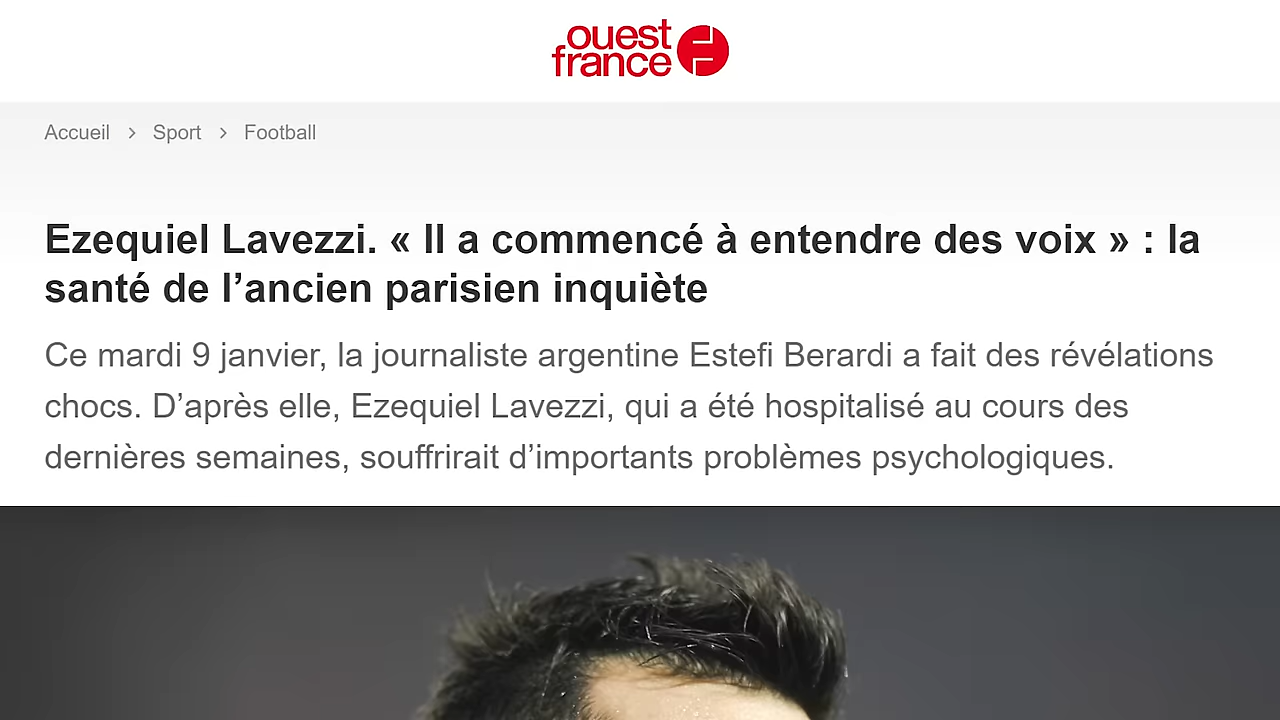 ouest
france
Accueil > Sport > Football
Ezequiel Lavezzi. « Il a commencé à entendre des voix » : la
santé de l’ancien parisien inquiète
Ce mardi 9 janvier, la journaliste argentine Estefi Berardi a fait des révélations
chocs. D’après elle, Ezequiel Lavezzi, qui a été hospitalisé au cours des
dernières semaines, souffrirait d’importants problèmes psychologiques.